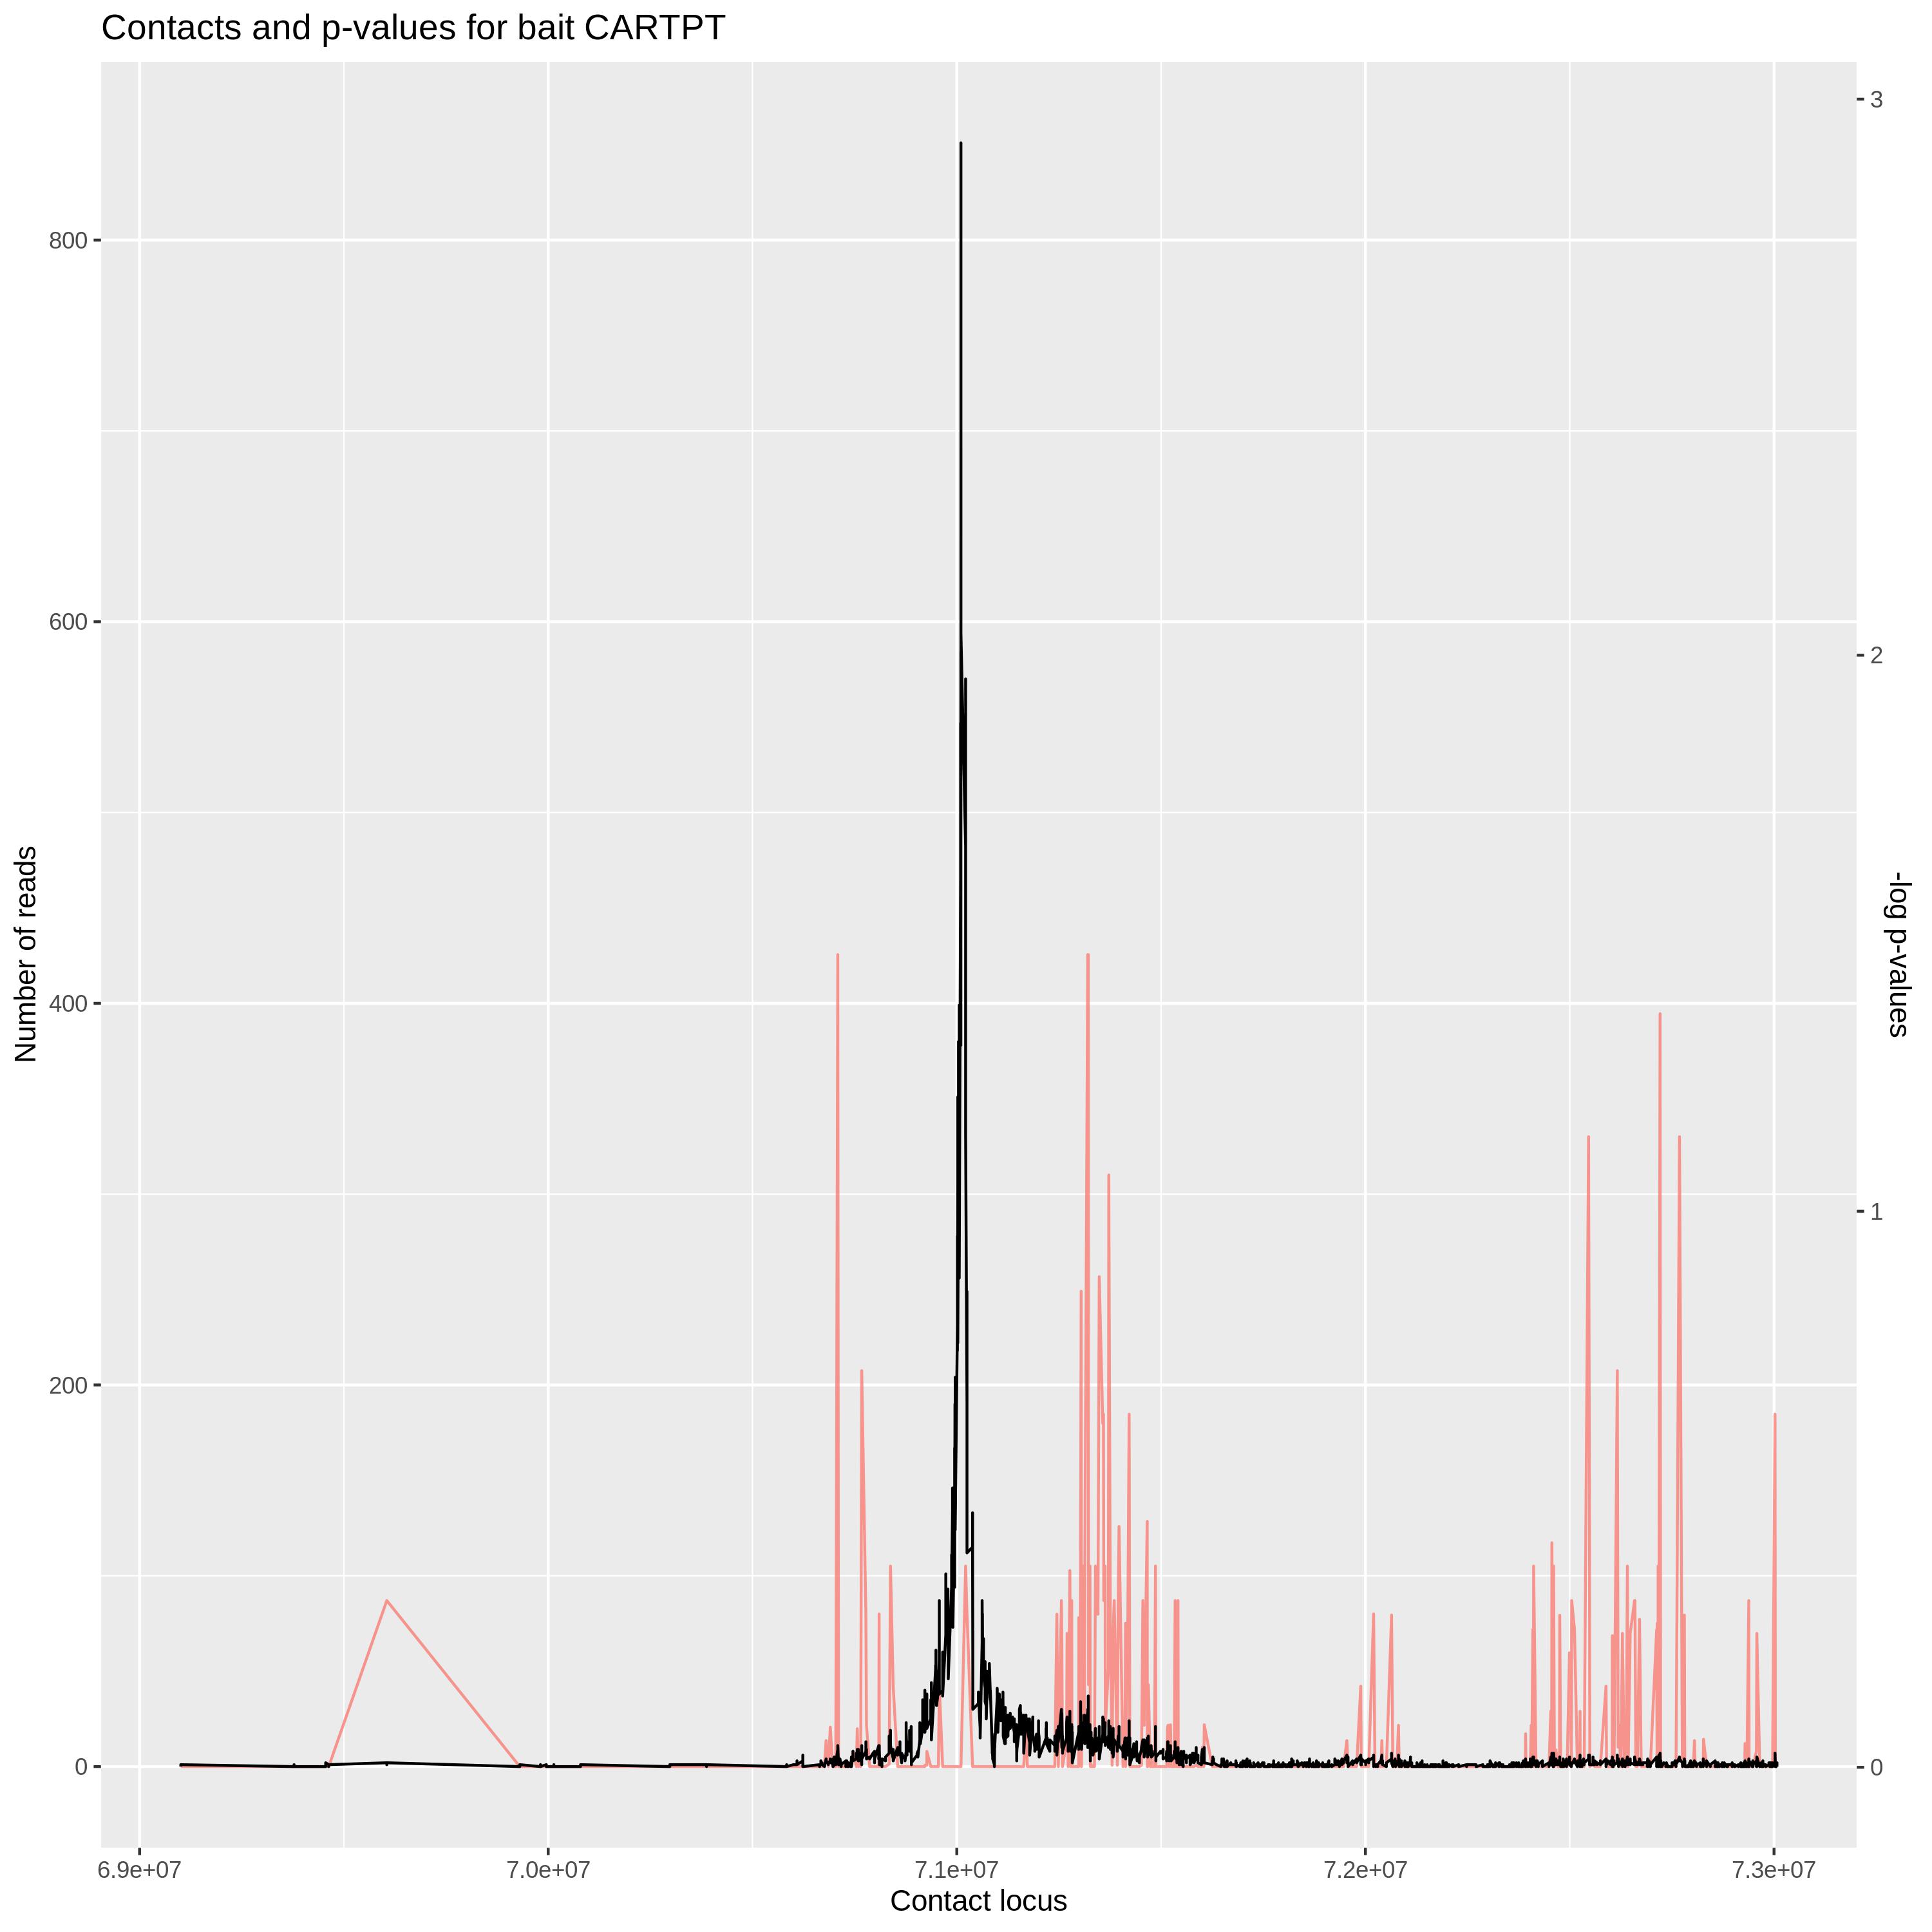 Contacts and p-values for bait CARTPT
3
800
2
600
Number of reads
-log p-values
400
1
200
0
0
6.9e+07 7.0e+07 7.1e+07 7.2e+07 7.3e+07
Contact locus